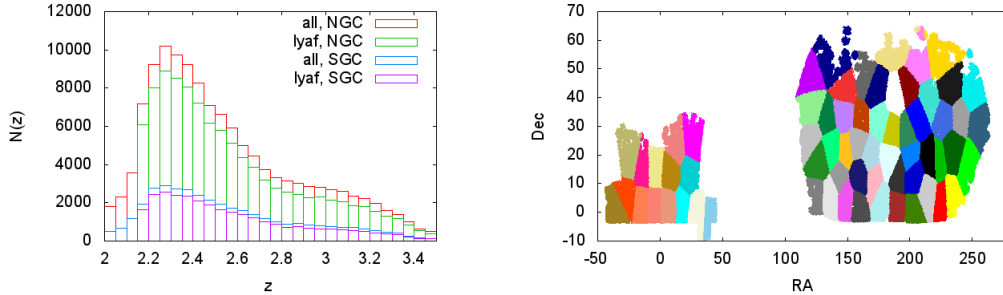 12000
10000
8000
6000
4000
2000
0
N(z)
all, NGC
lyaf, NGC
all, SGC
lyaf, SGC
2 2.2 2.4 2.6 2.8 3 3.2 3.4
z
70
60
50
40
30
20
10
0
-10
Dec
-50 0 50 100 150 200 250
RA